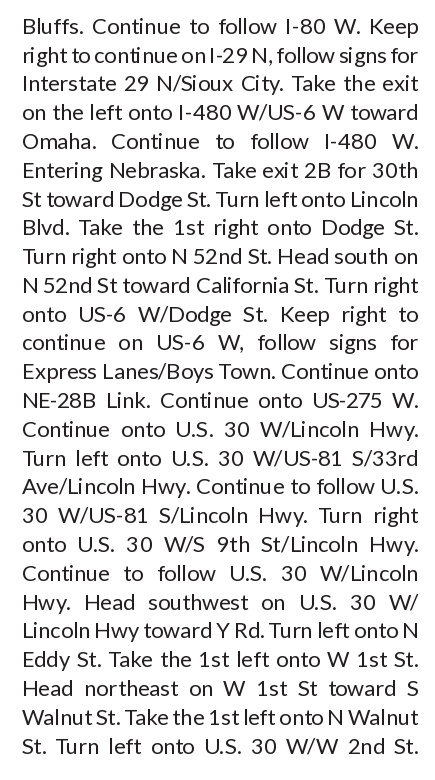 Bluffs. Continue to follow I-80 W. Keep
right to continue on I-29 N, follow signs for
Interstate 29 N/Sioux City. Take the exit
on the left onto I-480 W/US-6 W toward
Omaha. Continue to follow I-480 W.
Entering Nebraska. Take exit 2B for 30th
St toward Dodge St. Turn left onto Lincoln
Blvd. Take the 1st right onto Dodge St.
Turn right onto N 52nd St. Head south on
N 52nd St toward California St. Turn right
onto US-6 W/Dodge St. Keep right to
continue on US-6 W, follow signs for
Express Lanes/Boys Town. Continue onto
NE-28B Link. Continue onto US-275 W.
Continue onto U.S. 30 W/Lincoln Hwy.
Turn left onto U.S. 30 W/US-81 S/33rd
Ave/Lincoln Hwy. Continue to follow U.S.
30 W/US-81 S/Lincoln Hwy. Turn right
onto U.S. 30 W/S 9th St/Lincoln Hwy.
Continue to follow U.S. 30 W/Lincoln
Hwy. Head southwest on U.S. 30 W/
Lincoln Hwy toward Y Rd. Turn left onto N
Eddy St. Take the 1st left onto W 1st St.
Head northeast on W 1st St toward S
Walnut St. Take the 1st left onto N Walnut
St. Turn left onto U.S. 30 W/W 2nd St.